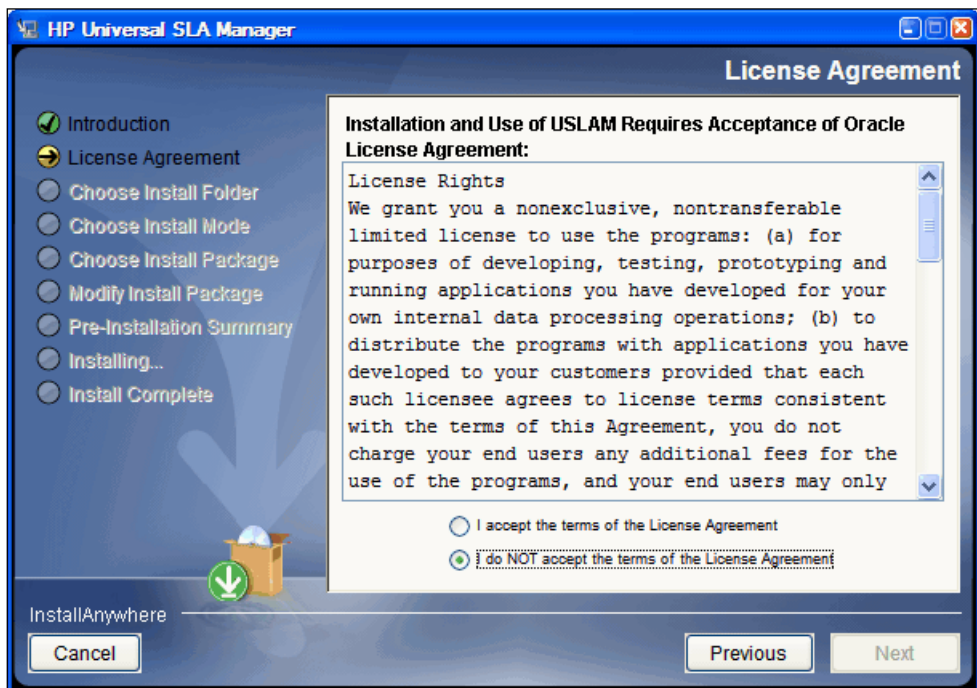 HP Universal SLA Manager
License Agreement
Introduction
License Agreement
Choose Install Folder
Choose Install Mode
Choose Install Package
Modify Install Package
Pre-Installation Summary
Installing...
Install Complete
Installation and Use of USLAM Requires Acceptance of Oracle
License Agreement:
License Rights
We grant you a nonexclusive, nontransferable
limited license to use the programs: (a) for
purposes of developing, testing, prototyping and
running applications you have developed for your
own internal data processing operations; (b) to
distribute the programs with applications you have
developed to your customers provided that each
such licensee agrees to license terms consistent
with the terms of this Agreement, you do not
charge your end users any additional fees for the
use of the programs, and your end users may only
I accept the terms of the License Agreement
I do NOT accept the terms of the License Agreement
InstallAnywhere
Cancel
Previous
Next